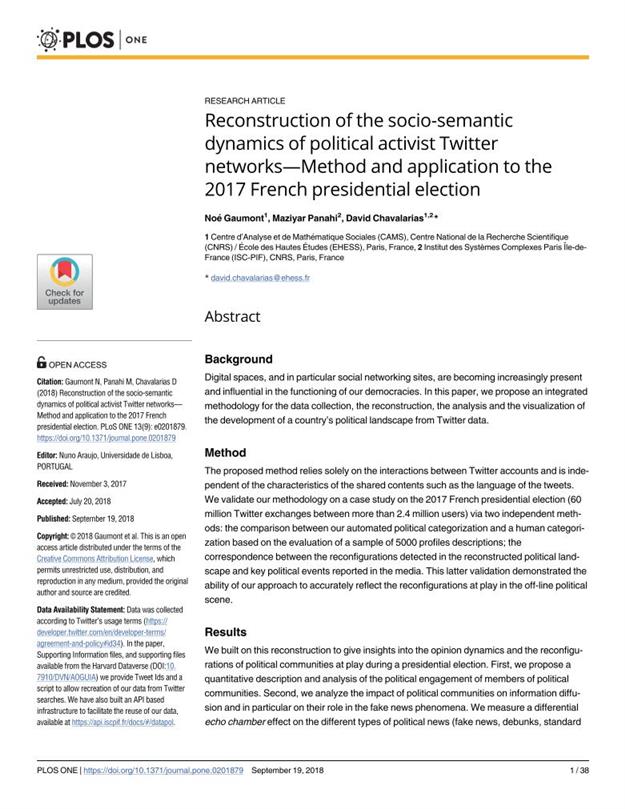 PLOS ONE
RESEARCH ARTICLE
Reconstruction of the socio-semantic
dynamics of political activist Twitter
networks—Method and application to the
2017 French presidential election
Noé Gaumont1, Maziyar Panahi2, David Chavalarias1,2*
1 Centre d'Analyse et de Mathématique Sociales (CAMS), Centre National de la Recherche Scientifique
(CNRS) / École des Hautes Études (EHESS), Paris, France, 2 Institut des Systèmes Complexes Paris Île-de-
France (ISC-PIF), CNRS, Paris, France
* david.chavalarias@ehess.fr
Check for
updates
Abstract
Background
Digital spaces, and in particular social networking sites, are becoming increasingly present
and influential in the functioning of our democracies. In this paper, we propose an integrated
methodology for the data collection, the reconstruction, the analysis and the visualization of
the development of a country's political landscape from Twitter data.
Method
The proposed method relies solely on the interactions between Twitter accounts and is inde-
pendent of the characteristics of the shared contents such as the language of the tweets.
We validate our methodology on a case study on the 2017 French presidential election (60
million Twitter exchanges between more than 2.4 million users) via two independent meth-
ods: the comparison between our automated political categorization and a human categori-
zation based on the evaluation of a sample of 5000 profiles descriptions; the
correspondence between the reconfigurations detected in the reconstructed political land-
scape and key political events reported in the media. This latter validation demonstrated the
ability of our approach to accurately reflect the reconfigurations at play in the off-line political
scene.
Results
We built on this reconstruction to give insights into the opinion dynamics and the reconfigu-
rations of political communities at play during a presidential election. First, we propose a
quantitative description and analysis of the political engagement of members of political
communities. Second, we analyze the impact of political communities on information diffu-
sion and in particular on their role in the fake news phenomena. We measure a differential
echo chamber effect on the different types of political news (fake news, debunks, standard
OPEN ACCESS
Citation: Gaumont N, Panahi M, Chavalarias D
(2018) Reconstruction of the socio-semantic
dynamics of political activist Twitter networks—
Method and application to the 2017 French
presidential election. PLoS ONE 13(9): e0201879.
https://doi.org/10.1371/journal.pone.0201879
Editor: Nuno Araujo, Universidade de Lisboa,
PORTUGAL
Received: November 3, 2017
Accepted: July 20, 2018
Published: September 19, 2018
Copyright: © 2018 Gaumont et al. This is an open
access article distributed under the terms of the
Creative Commons Attribution License, which
permits unrestricted use, distribution, and
reproduction in any medium, provided the original
author and source are credited.
Data Availability Statement: Data was collected
according to Twitter's usage terms (https://
developer.twitter.com/en/developer-terms/
agreement-and-policy#id34). In the paper,
Supporting Information files, and supporting files
available from the Harvard Dataverse (DOI:10.
7910/DVN/AOGUIA) we provide Tweet Ids and a
script to allow recreation of our data from Twitter
searches. We have also built an API based
infrastructure to facilitate the reuse of our data,
available at https://api.iscpif.fr/docs/#/datapol.
PLOS ONE | https://doi.org/10.1371/journal.pone.0201879 September 19, 2018
1 / 38